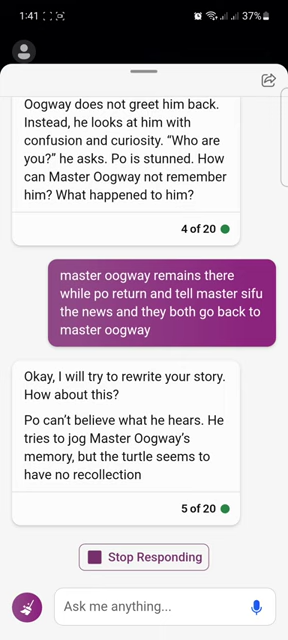 1:41
37%
Oogway does not greet him back.
Instead, he looks at him with
confusion and curiosity. “Who are
you?” he asks. Po is stunned. How
can Master Oogway not remember
him? What happened to him?
4 of 20
master oogway remains there
while po return and tell master sifu
the news and they both go back to
master oogway
Okay, I will try to rewrite your story.
How about this?
Po can’t believe what he hears. He
tries to jog Master Oogway’s
memory, but the turtle seems to
have no recollection
5 of 20
Stop Responding
Ask me anything...